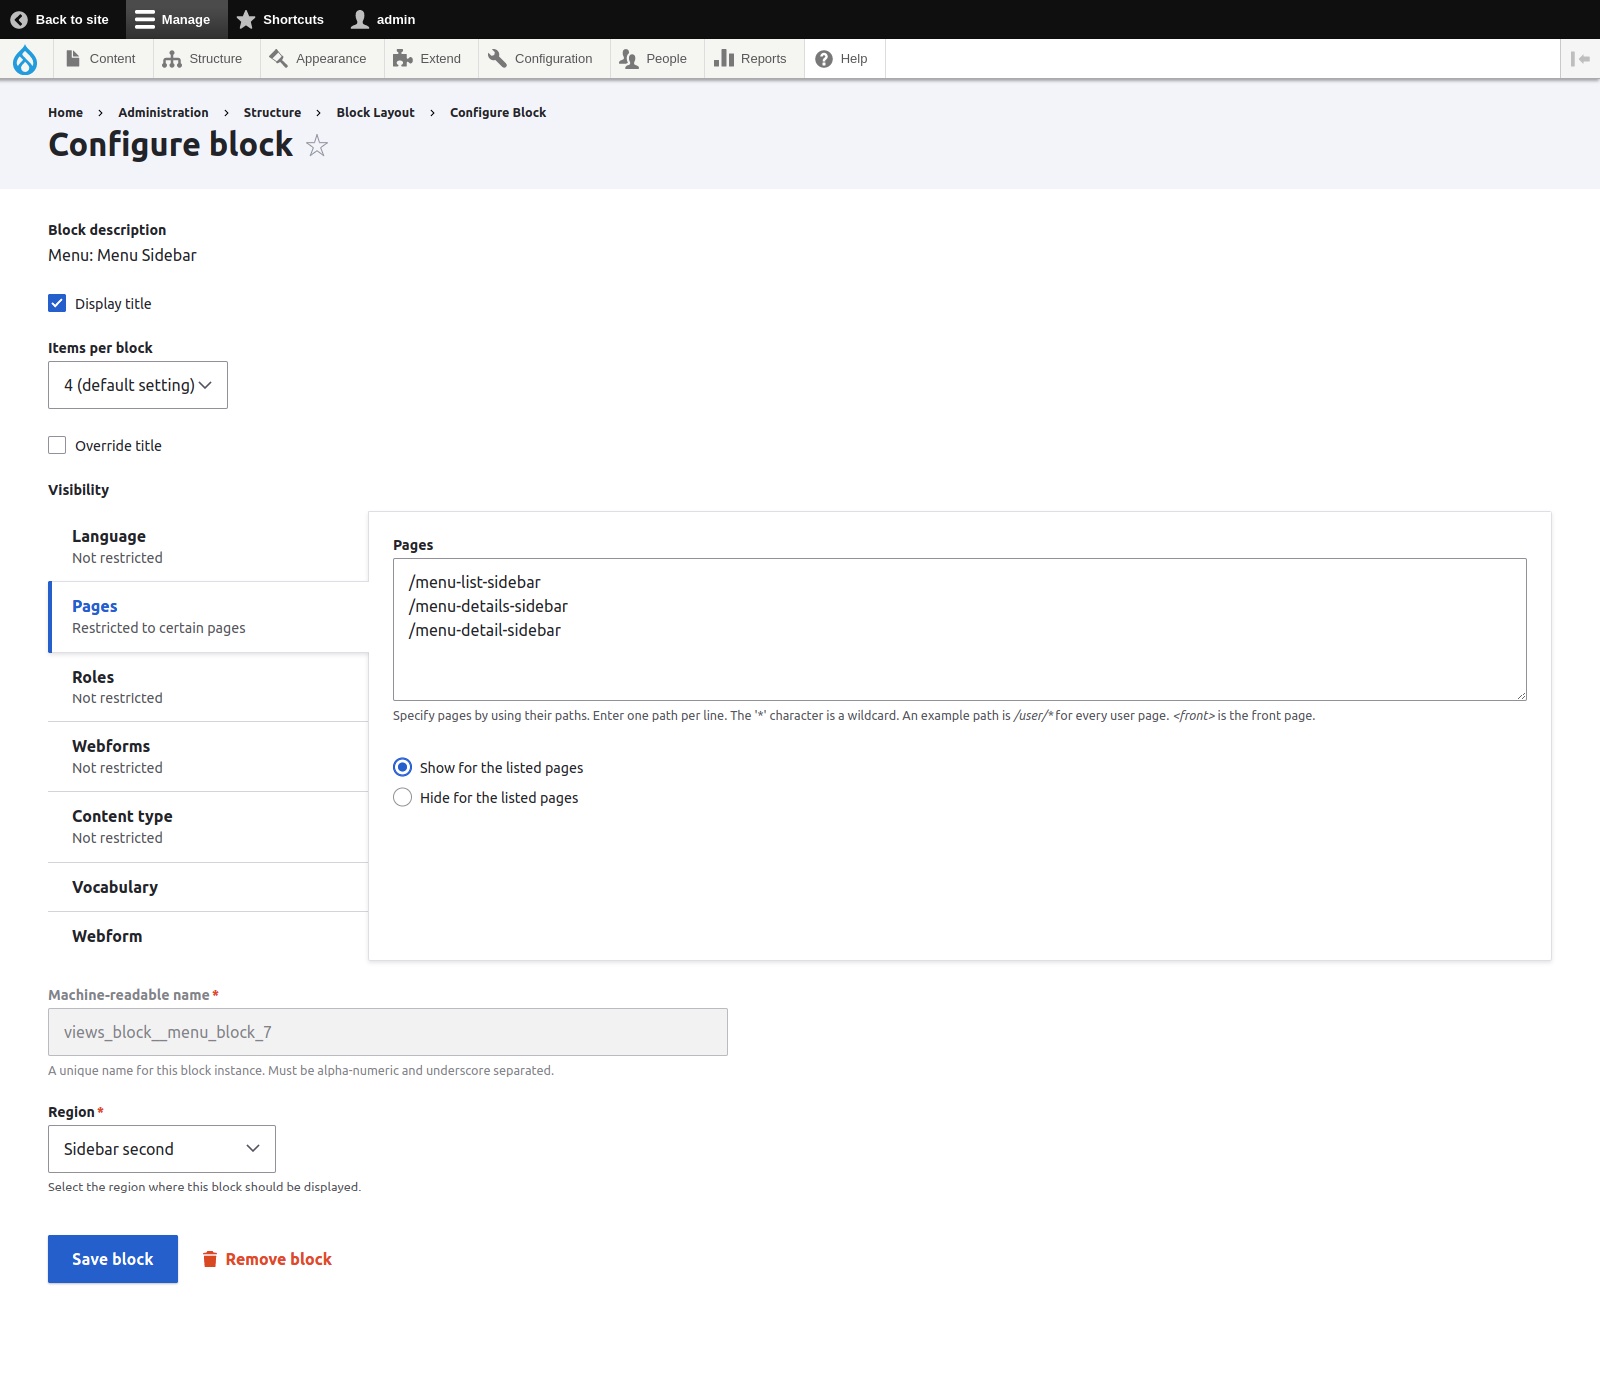 Back to site Manage Shortcuts admin
Content Structure Appearance Extend Configuration People Reports Help
Home › Administration › Structure › Block Layout › Configure Block
Configure block
Block description
Menu: Menu Sidebar
Display title
Items per block
4 (default setting)
Override title
Visibility
Language
Not restricted
Pages
Restricted to certain pages
Roles
Not restricted
Webforms
Not restricted
Content type
Not restricted
Vocabulary
Webform
Pages
/menu-list-sidebar
/menu-details-sidebar
/menu-detail-sidebar
Specify pages by using their paths. Enter one path per line. The '*' character is a wildcard. An example path is /user/* for every user page. <front> is the front page.
Show for the listed pages
Hide for the listed pages
Machine-readable name*
views_block__menu_block_7
A unique name for this block instance. Must be alpha-numeric and underscore separated.
Region*
Sidebar second
Select the region where this block should be displayed.
Save block Remove block